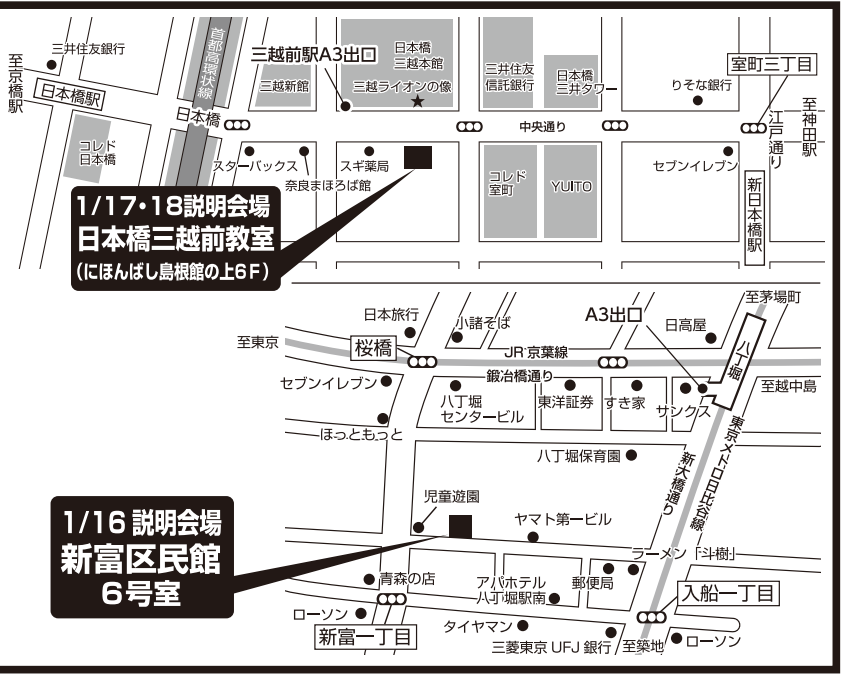 三井住友銀行
至京橋駅
日本橋駅
コレド
日本橋
首都高環状線
日本橋
三越前駅A3出口
日本橋
三越本館
三越新館
三越ライオンの像
★
三井住友
信託銀行
日本橋
三井タワー
りそな銀行
室町三丁目
至神田駅
江戸通り
中央通り
スターバックス
奈良まほろば館
スギ薬局
コレド
室町
YUITO
セブンイレブン
新日本橋駅
1/17・18説明会場
日本橋三越前教室
(にほんばし島根館の上6F)
至茅場町
日本旅行
小諸そば
A3出口
日高屋
八丁堀
至東京
桜橋
JR京葉線
鍛冶橋通り
至越中島
セブンイレブン
八丁堀
センタービル
東洋証券
すき家
サンクス
ほっともっと
八丁堀保育園
新大橋通り
東京メトロ日比谷線
児童遊園
ヤマト第一ビル
1/16 説明会場
新富区民館
6号室
ラーメン「斗樹」
青森の店
アパホテル
八丁堀駅南
郵便局
入船一丁目
ローソン
新富一丁目
タイヤマン
三菱東京UFJ銀行
至築地
ローソン